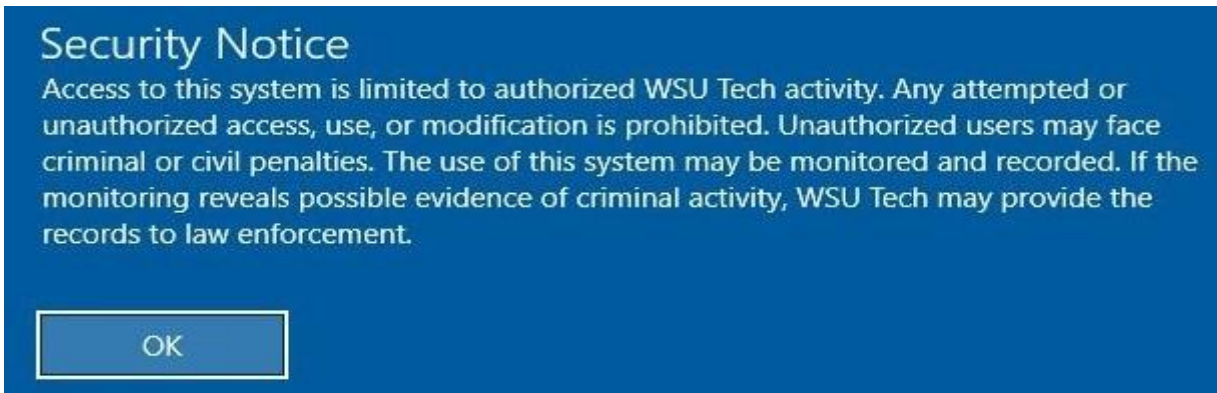 Security Notice
Access to this system is limited to authorized WSU Tech activity. Any attempted or
unauthorized access, use, or modification is prohibited. Unauthorized users may face
criminal or civil penalties. The use of this system may be monitored and recorded. If the
monitoring reveals possible evidence of criminal activity, WSU Tech may provide the
records to law enforcement.
OK